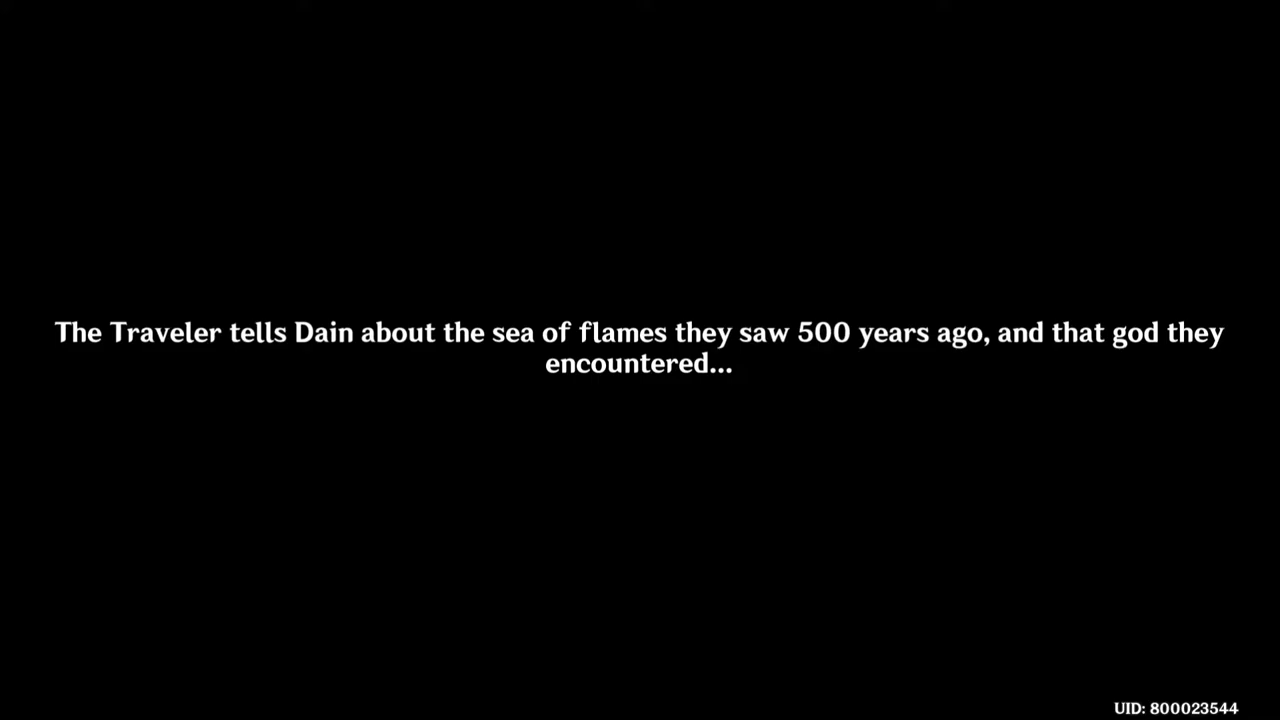 The Traveler tells Dain about the sea of flames they saw 500 years ago, and that god they
encountered...
UID: 800023544